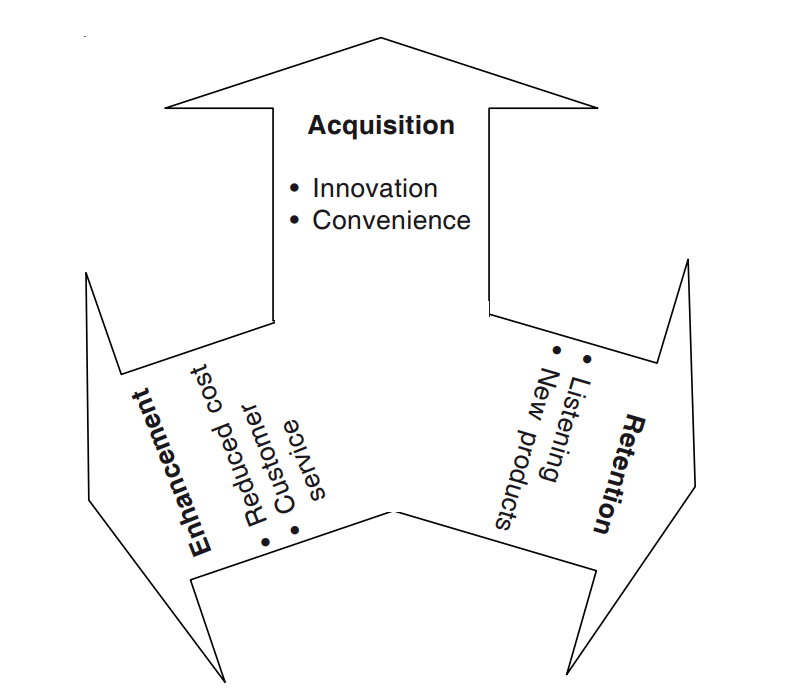 Acquisition
• Innovation
• Convenience
Enhancement
• Reduced cost
• Customer
service
Retention
• Listening
• New products